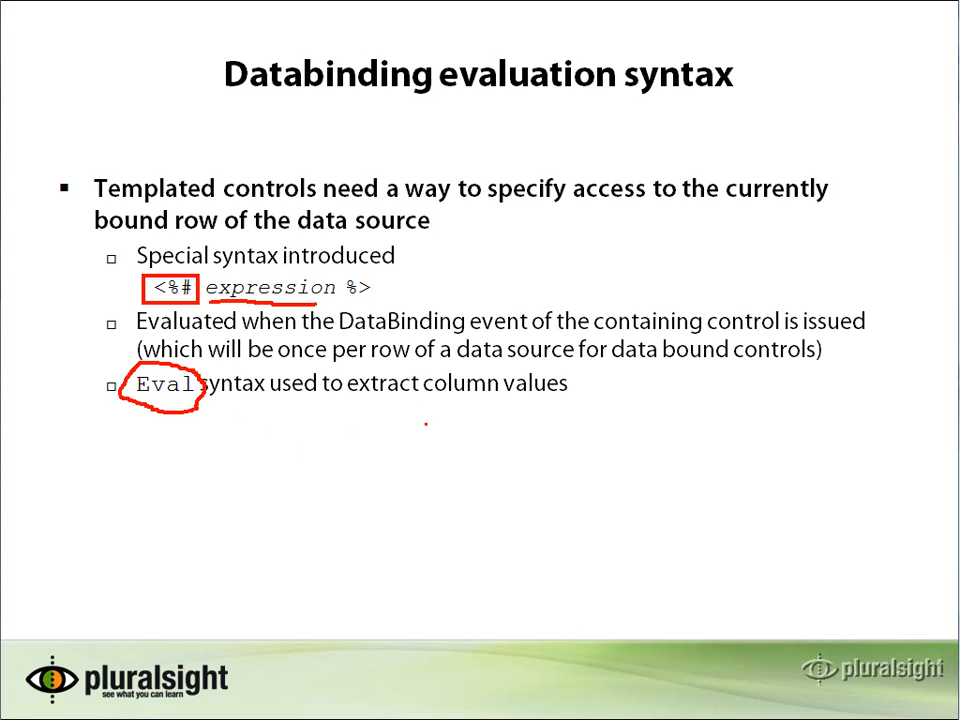 Databinding evaluation syntax
Templated controls need a way to specify access to the currently
bound row of the data source
Special syntax introduced
<%# expression %>
Evaluated when the DataBinding event of the containing control is issued
(which will be once per row of a data source for data bound controls)
Eval syntax used to extract column values
pluralsight
see what you can learn
pluralsight